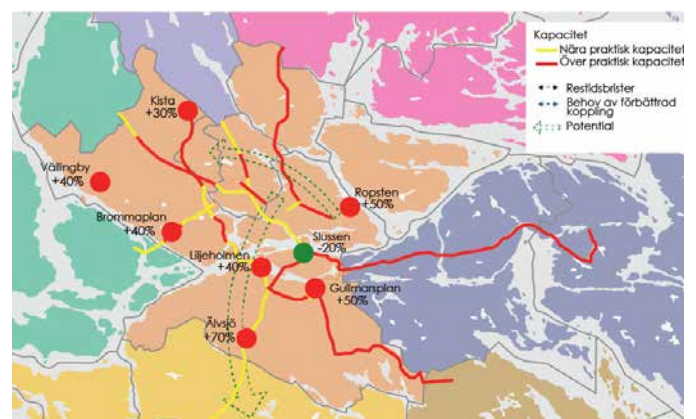 Kapacitet
Nära praktisk kapacitet
Över praktisk kapacitet
Restidsbrister
Behov av förbättrad
koppling
Potential
Kista
+30%
Vällingby
+40%
Ropsten
+50%
Brommaplan
+40%
Slussen
-20%
Liljeholmen
+40%
Gullmarsplan
+50%
Älvsjö
+70%